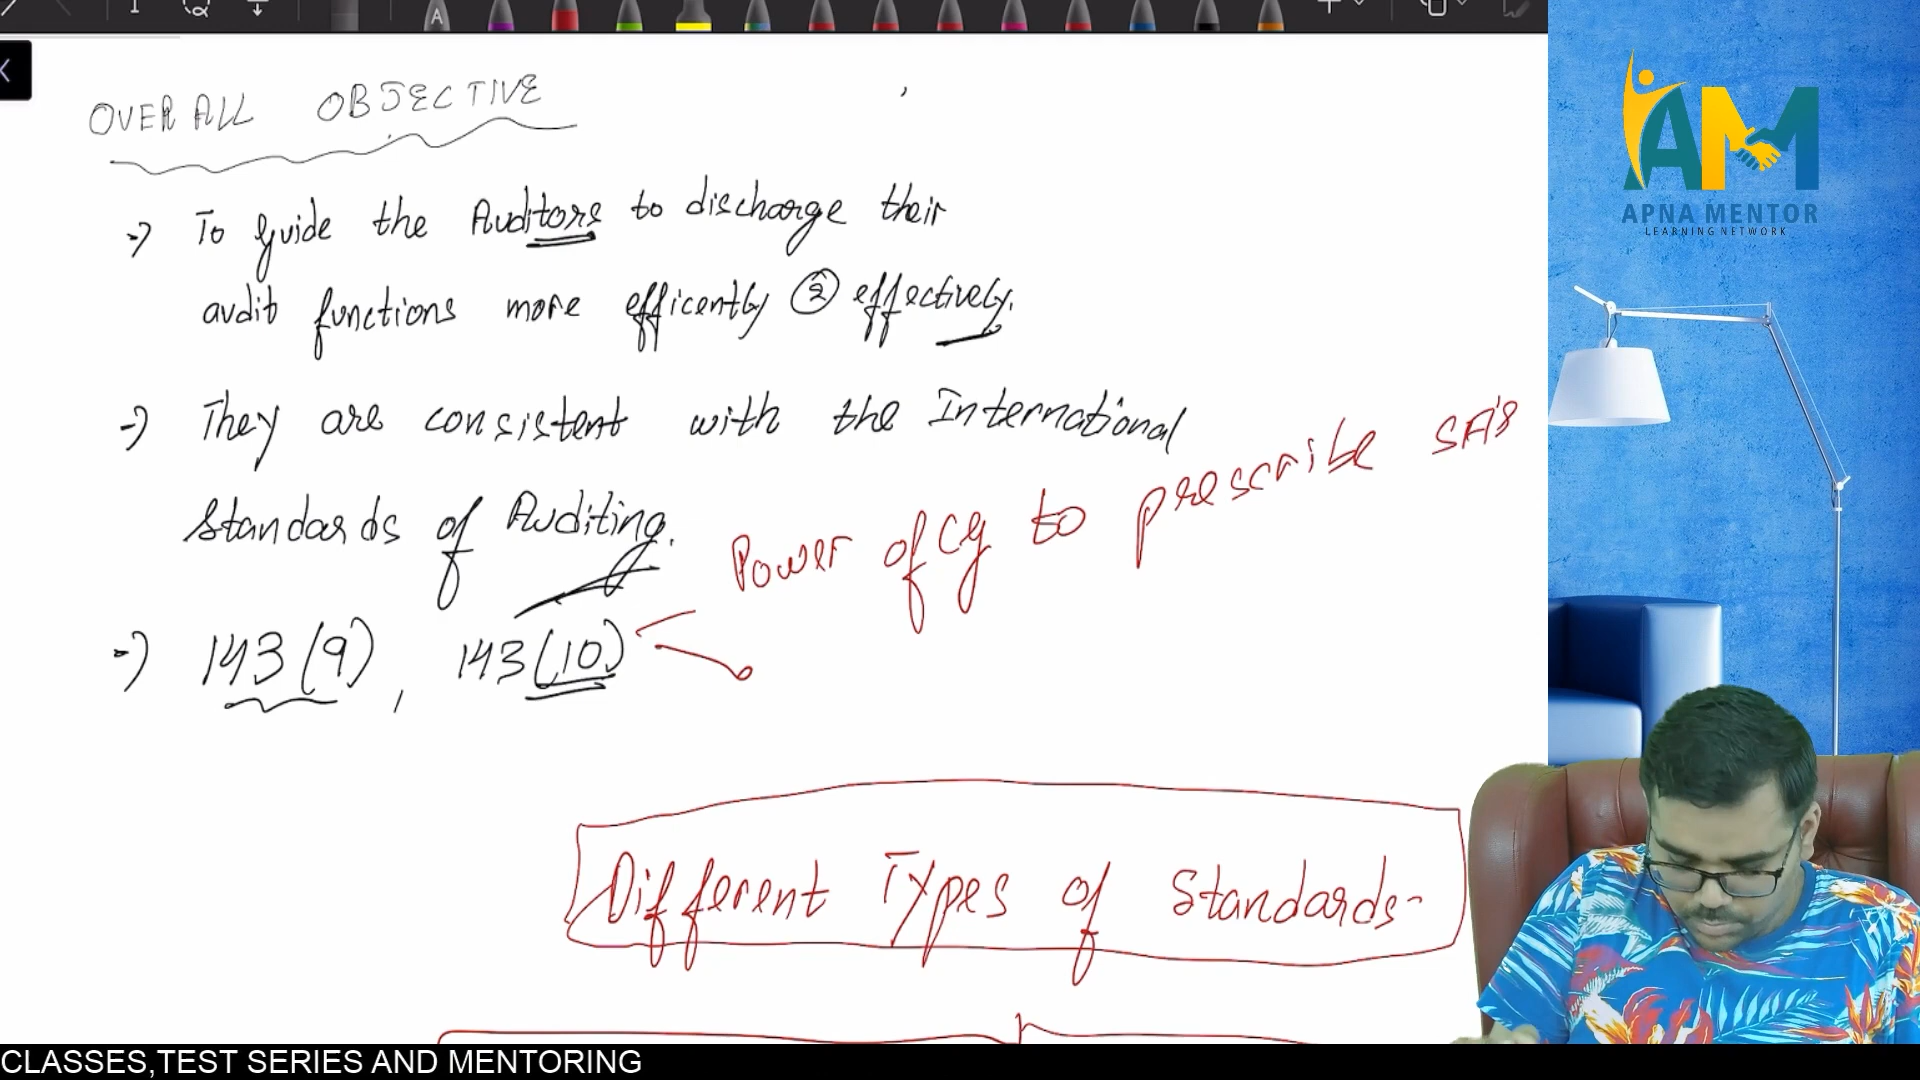 OVERALL OBJECTIVE
-) To guide the Auditors to discharge their
audit functions more efficently & effectively.
-) They are consistent with the International
Standards of Auditing.
Power of CG to prescribe SA's
-) 143(9), 143(10)
Different Types of Standards-
AM
APNA MENTOR
LEARNING NETWORK
CLASSES,TEST SERIES AND MENTORING